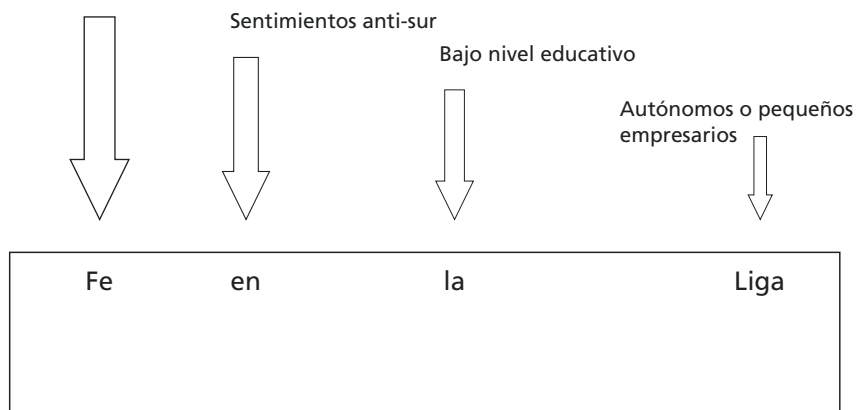 Sentimientos anti-sur
Bajo nivel educativo
Autónomos o pequeños
empresarios
Fe en la Liga